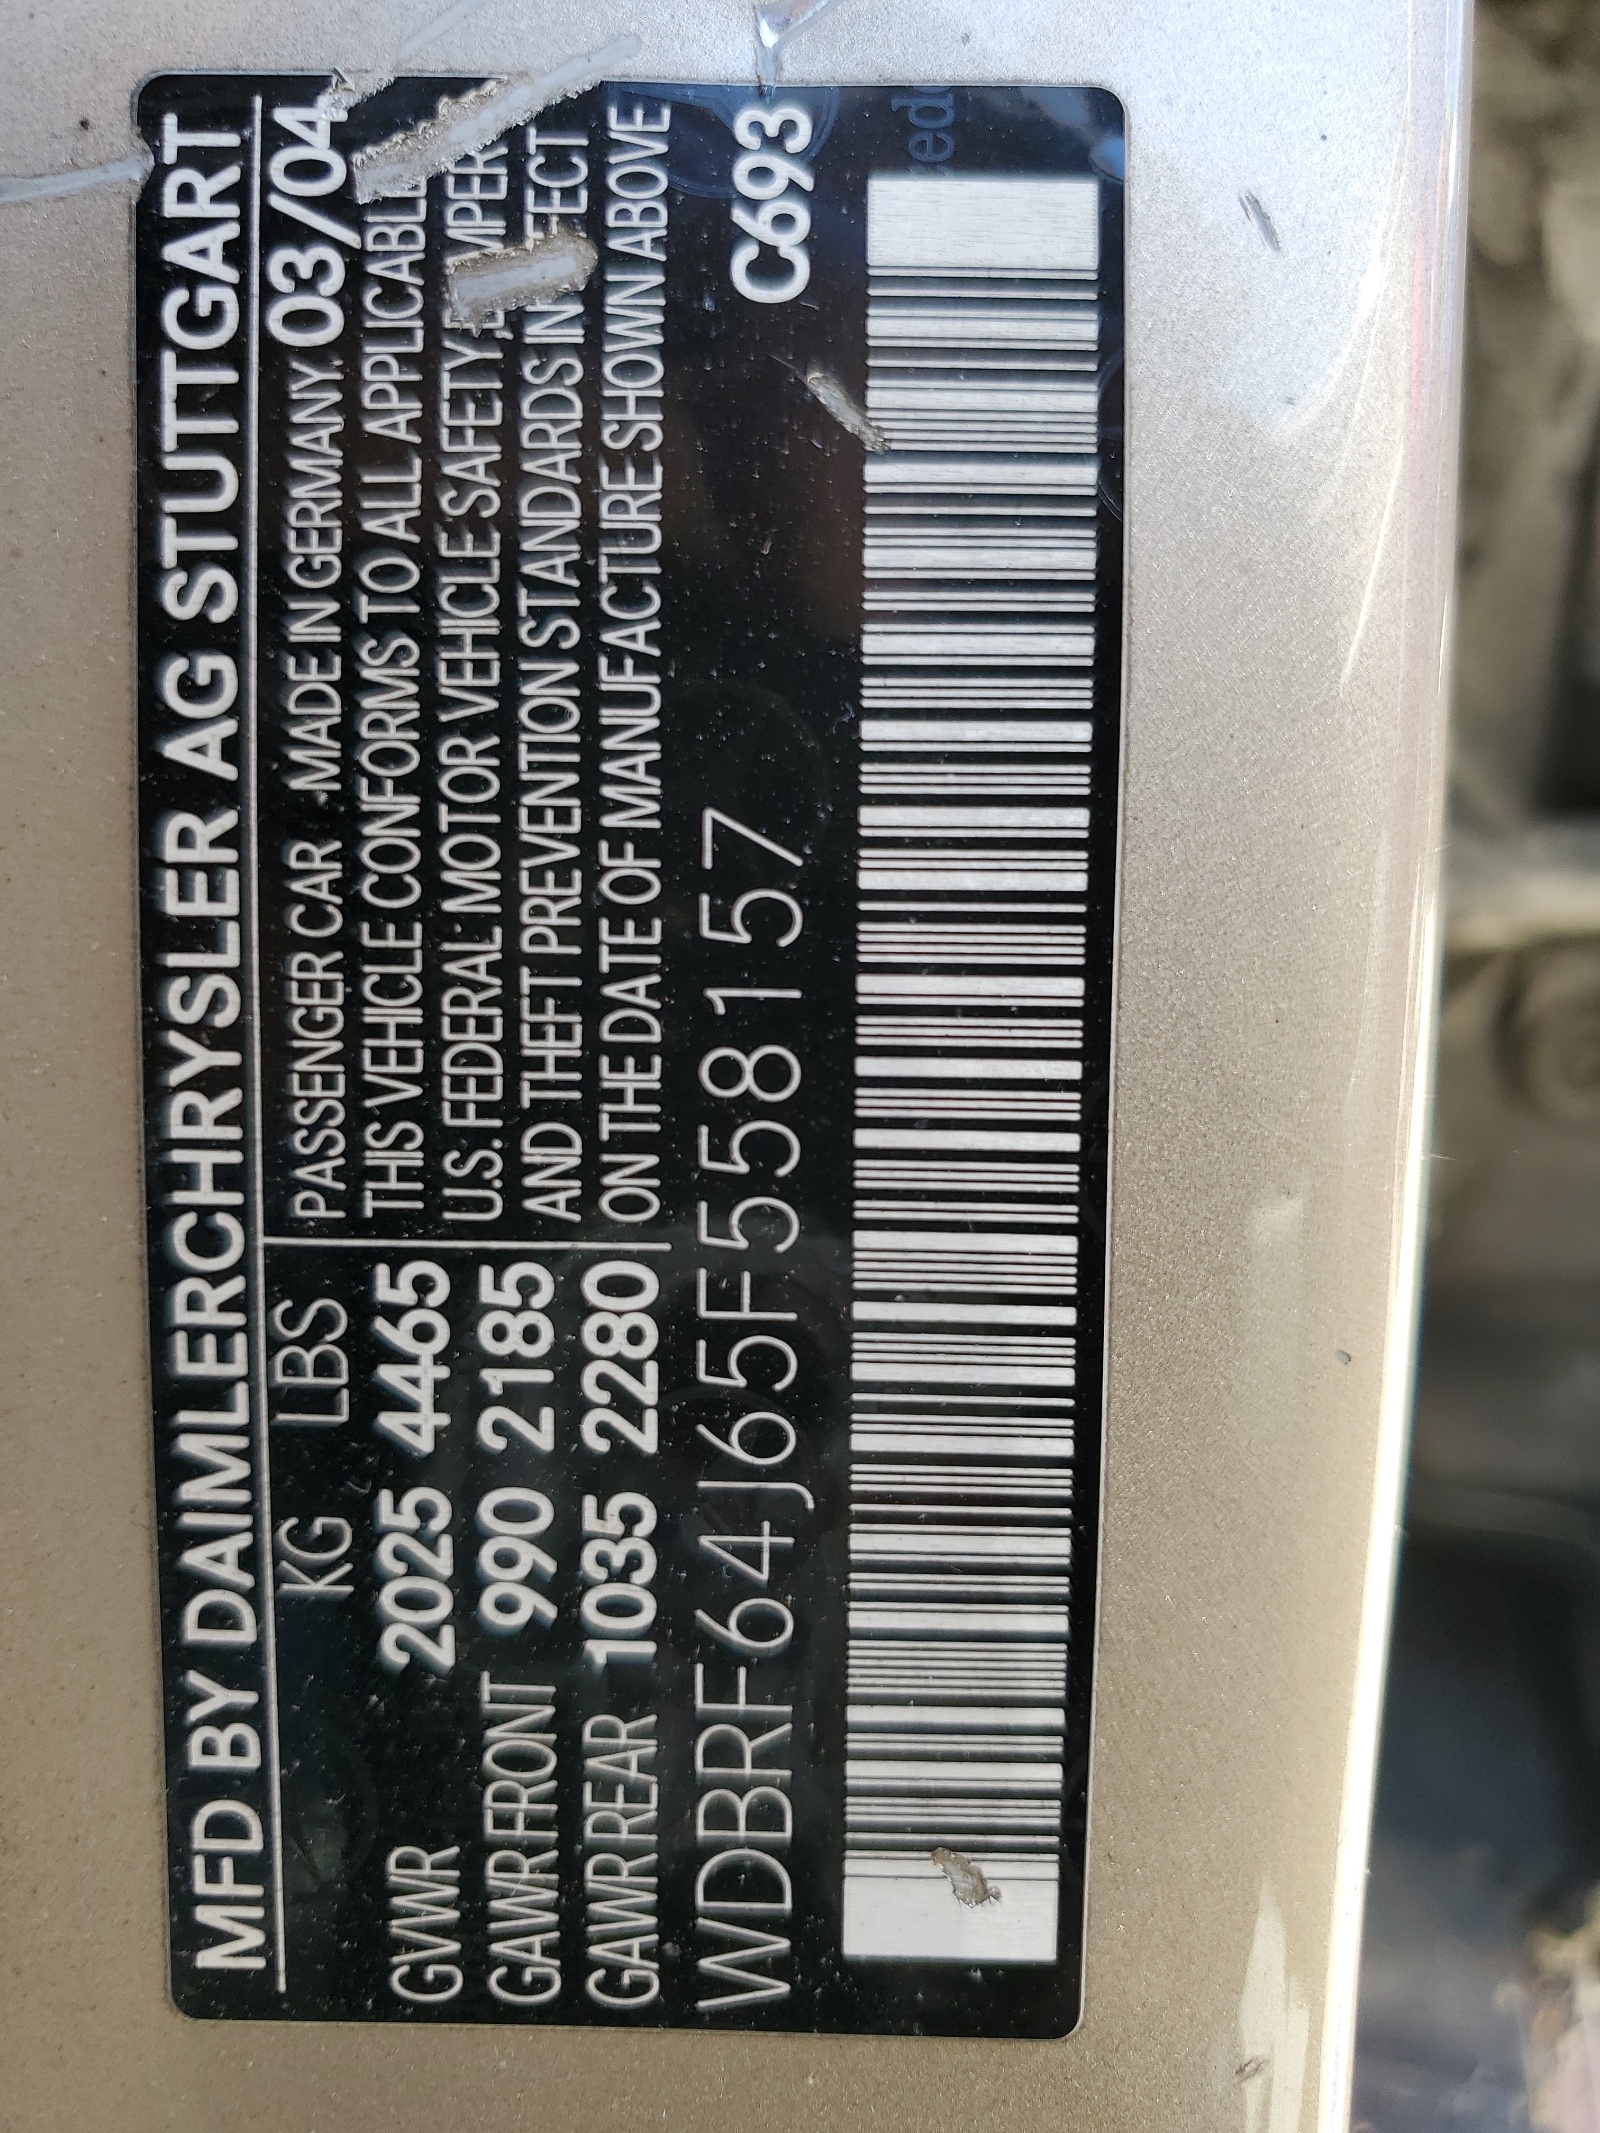 MFD BY DAIMLERCHRYSLER AG STUTTGART
KG LBS PASSENGER CAR MADE IN GERMANY. 03/04
GVWR 2025 4465 THIS VEHICLE CONFORMS TO ALL APPLICABLE
GAWR FRONT 990 2185 U.S. FEDERAL MOTOR VEHICLE SAFETY,
GAWR REAR 1035 2280 AND THEFT PREVENTION STANDARDS IN
ON THE DATE OF MANUFACTURE SHOWN ABOVE
WDBRF64J65F558157 C693